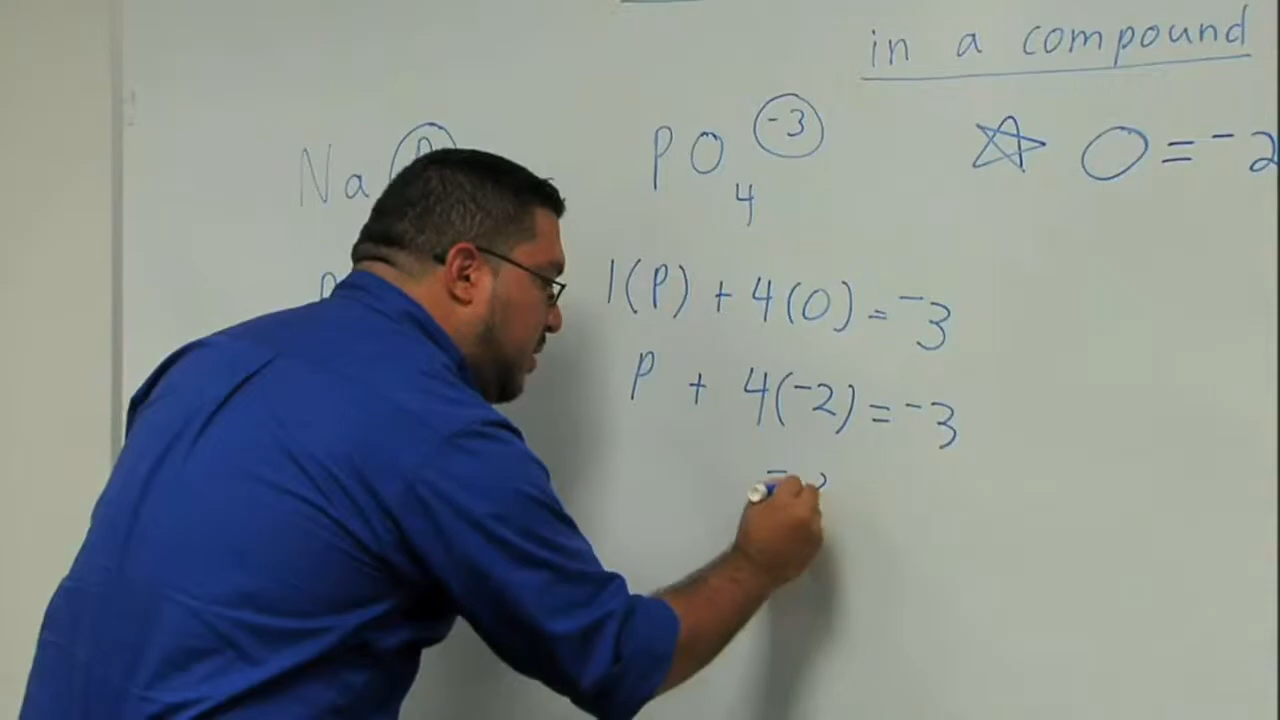 in a compound
Na
PO₄⁻³
☆ O = ⁻2
1(P) + 4(O) = ⁻3
P + 4(⁻2) = ⁻3